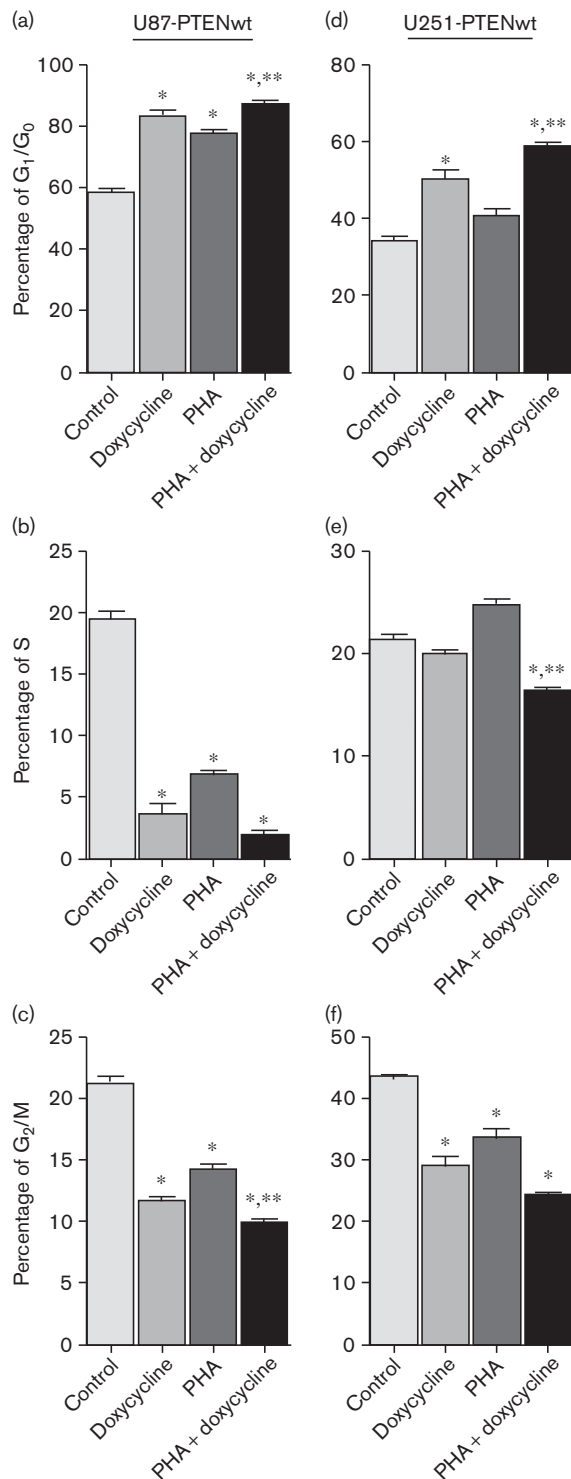 (a)
U87-PTENwt
Percentage of G1/G0
100
80
60
40
20
0
*
*
*,**
Control
Doxycycline
PHA
PHA + doxycycline
(d)
U251-PTENwt
80
60
40
20
0
*
*,**
Control
Doxycycline
PHA
PHA + doxycycline
(b)
Percentage of S
25
20
15
10
5
0
*
*
*
Control
Doxycycline
PHA
PHA + doxycycline
(e)
30
20
10
0
*,**
Control
Doxycycline
PHA
PHA + doxycycline
(c)
Percentage of G2/M
25
20
15
10
5
0
*
*
*,**
Control
Doxycycline
PHA
PHA + doxycycline
(f)
50
40
30
20
10
0
*
*
*
Control
Doxycycline
PHA
PHA + doxycycline